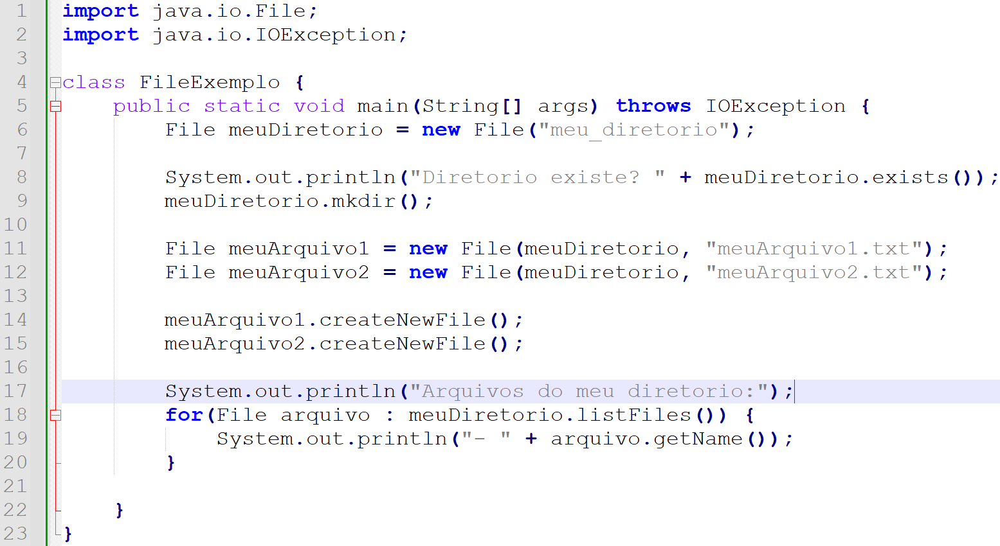 1 import java.io.File;
2 import java.io.IOException;
3
4 class FileExemplo {
5     public static void main(String[] args) throws IOException {
6         File meuDiretorio = new File("meu_diretorio");
7
8         System.out.println("Diretorio existe? " + meuDiretorio.exists());
9         meuDiretorio.mkdir();
10
11         File meuArquivo1 = new File(meuDiretorio, "meuArquivo1.txt");
12         File meuArquivo2 = new File(meuDiretorio, "meuArquivo2.txt");
13
14         meuArquivo1.createNewFile();
15         meuArquivo2.createNewFile();
16
17         System.out.println("Arquivos do meu diretorio:");
18         for(File arquivo : meuDiretorio.listFiles()) {
19             System.out.println("- " + arquivo.getName());
20         }
21
22     }
23 }